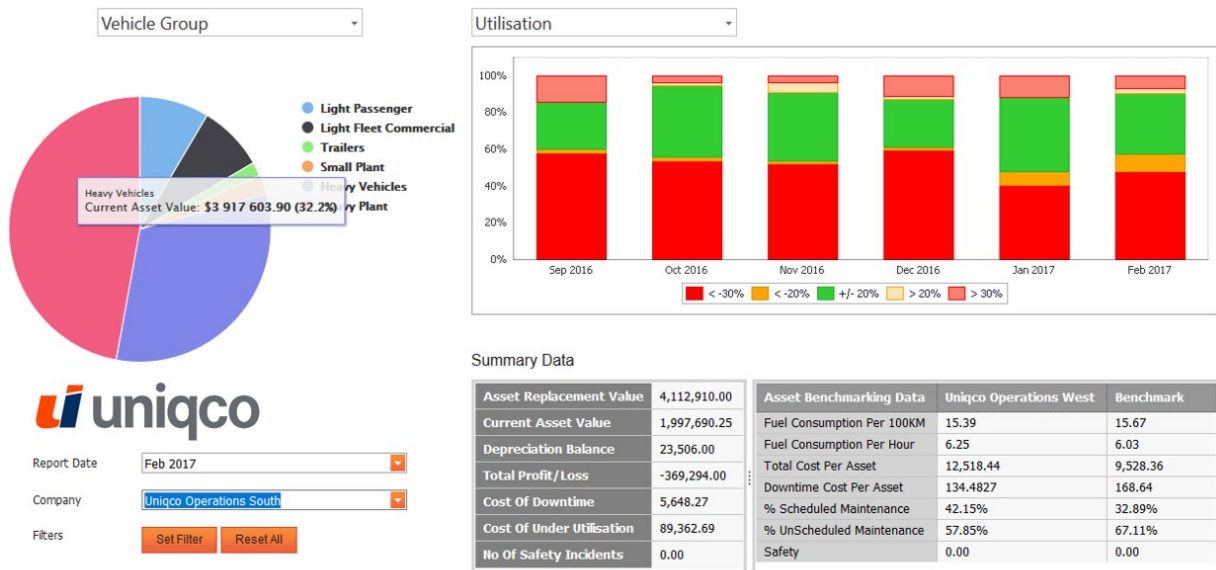 Vehicle Group
Light Passenger
Light Fleet Commercial
Trailers
Small Plant
Heavy Vehicles
vy Plant
Heavy Vehicles
Current Asset Value: $3 917 603.90 (32.2%)
uniqco
Report Date Feb 2017
Company Uniqco Operations South
Filters Set Filter Reset All
Utilisation
100%
80%
60%
40%
20%
0%
Sep 2016 Oct 2016 Nov 2016 Dec 2016 Jan 2017 Feb 2017
< -30% < -20% +/- 20% > 20% > 30%
Summary Data
Asset Replacement Value 4,112,910.00
Current Asset Value 1,997,690.25
Depreciation Balance 23,506.00
Total Profit/Loss -369,294.00
Cost Of Downtime 5,648.27
Cost Of Under Utilisation 89,362.69
No Of Safety Incidents 0.00
Asset Benchmarking Data Uniqco Operations West Benchmark
Fuel Consumption Per 100KM 15.39 15.67
Fuel Consumption Per Hour 6.25 6.03
Total Cost Per Asset 12,518.44 9,528.36
Downtime Cost Per Asset 134.4827 168.64
% Scheduled Maintenance 42.15% 32.89%
% UnScheduled Maintenance 57.85% 67.11%
Safety 0.00 0.00